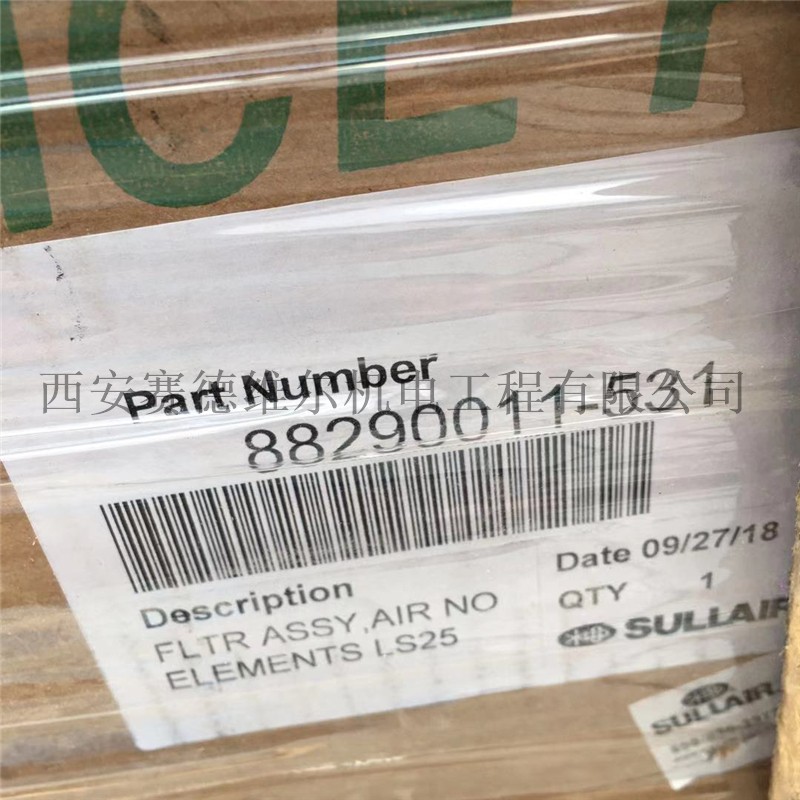 Part Number
西安赛德维尔机电工程有限公司
88290011-531
Description
FLTR ASSY,AIR NO
ELEMENTS LS25
Date 09/27/18
QTY 1
SULLAIR
SULLAIR